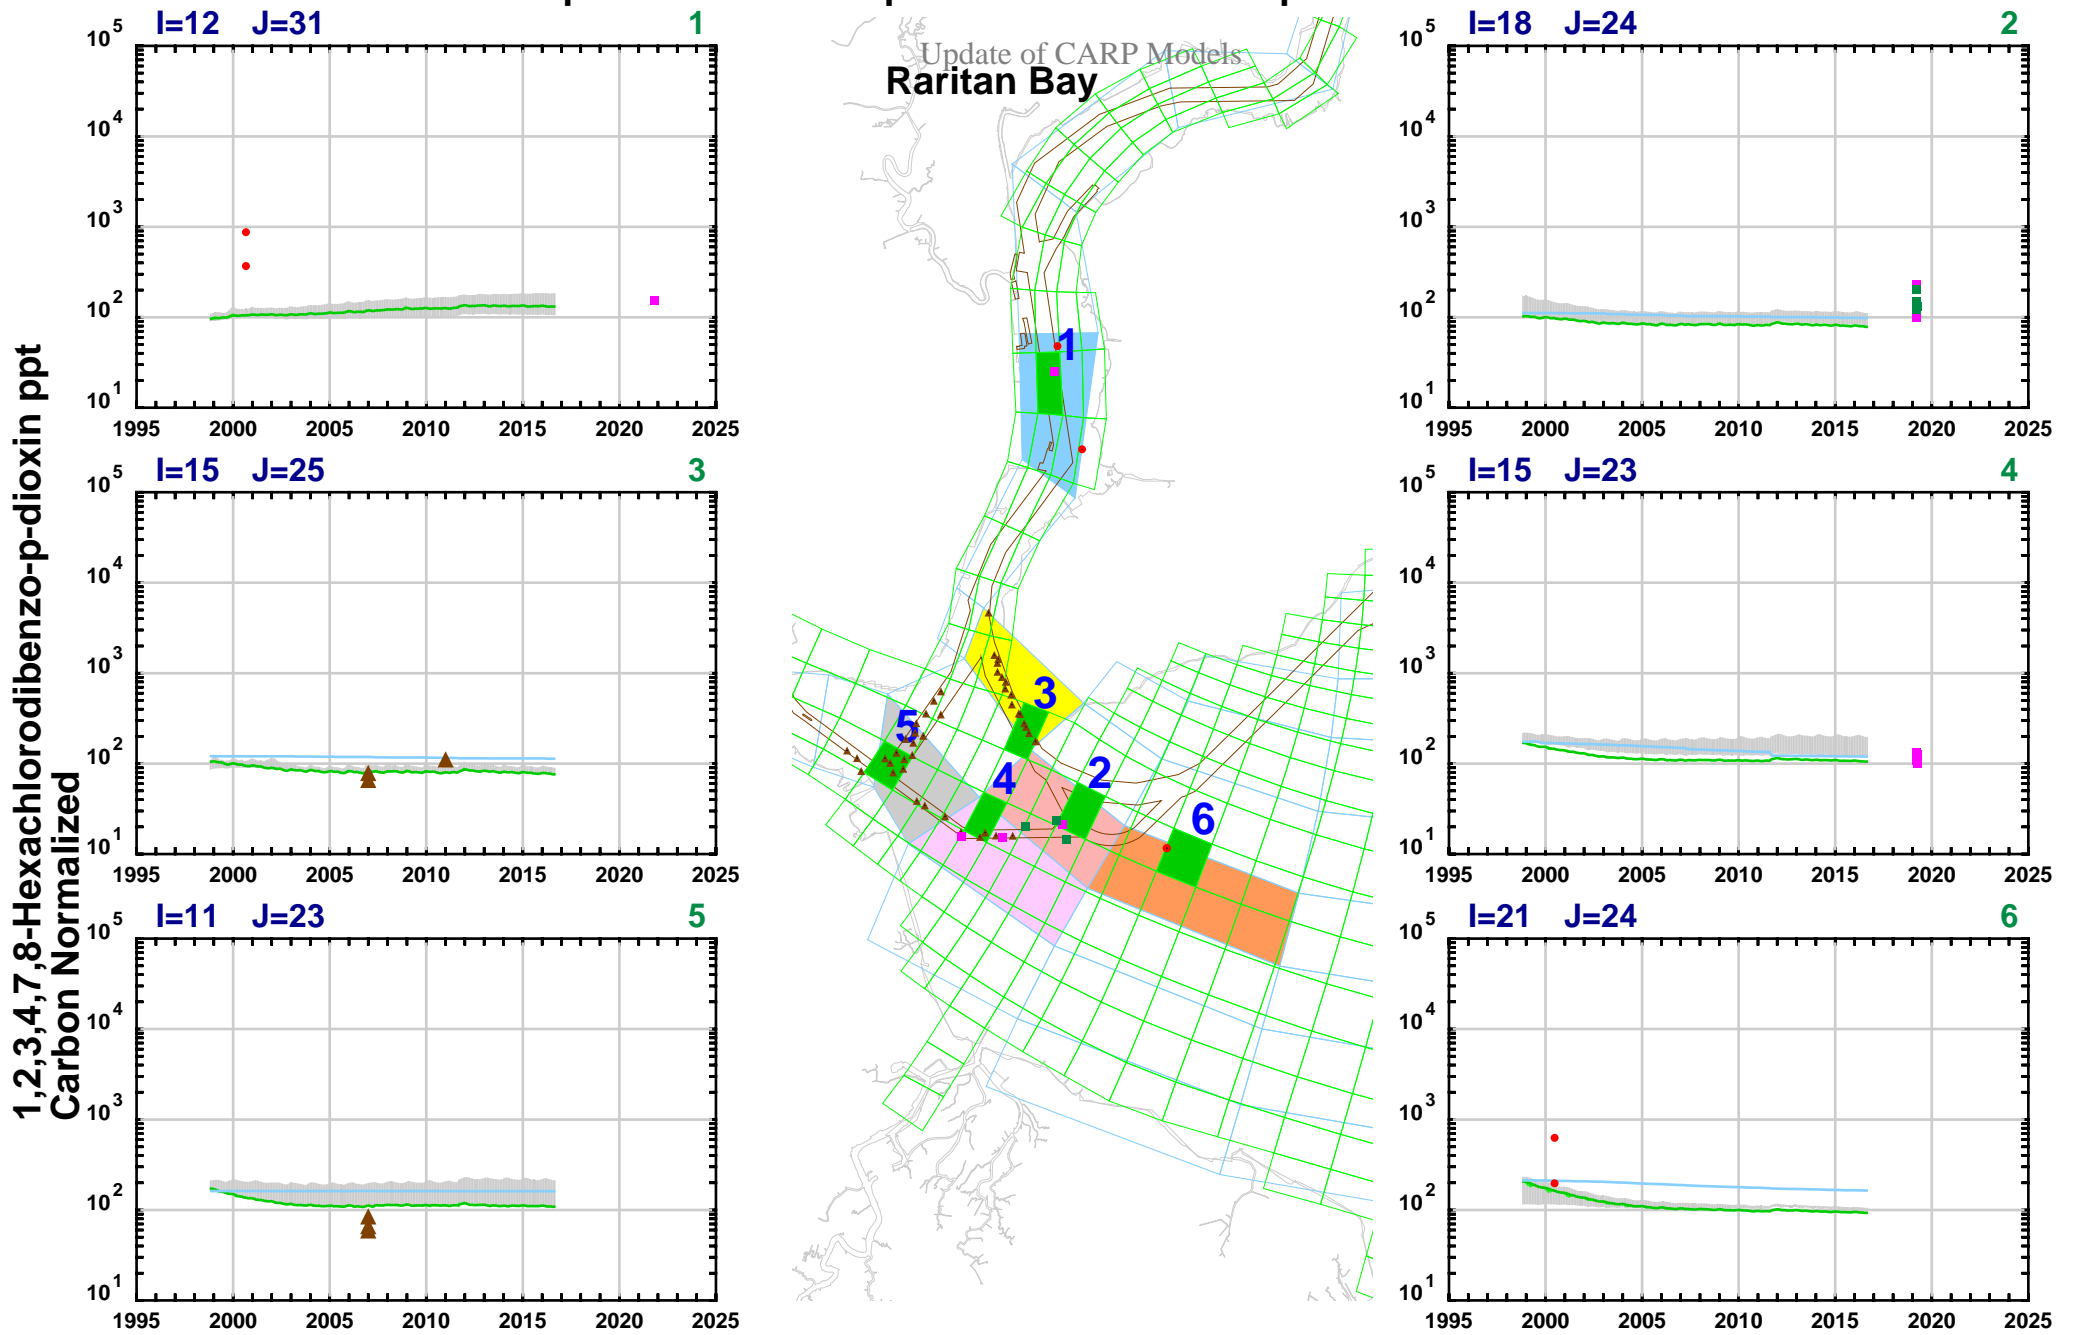 Update of CARP Models
Raritan Bay
1,2,3,4,7,8-Hexachlorodibenzo-p-dioxin ppt
Carbon Normalized
I=12 J=31 1
10^5
10^4
10^3
10^2
10^1
1995 2000 2005 2010 2015 2020 2025
I=18 J=24 2
10^5
10^4
10^3
10^2
10^1
1995 2000 2005 2010 2015 2020 2025
I=15 J=25 3
10^5
10^4
10^3
10^2
10^1
1995 2000 2005 2010 2015 2020 2025
I=15 J=23 4
10^5
10^4
10^3
10^2
10^1
1995 2000 2005 2010 2015 2020 2025
I=11 J=23 5
10^5
10^4
10^3
10^2
10^1
1995 2000 2005 2010 2015 2020 2025
I=21 J=24 6
10^5
10^4
10^3
10^2
10^1
1995 2000 2005 2010 2015 2020 2025
1
3
5
4
2
6